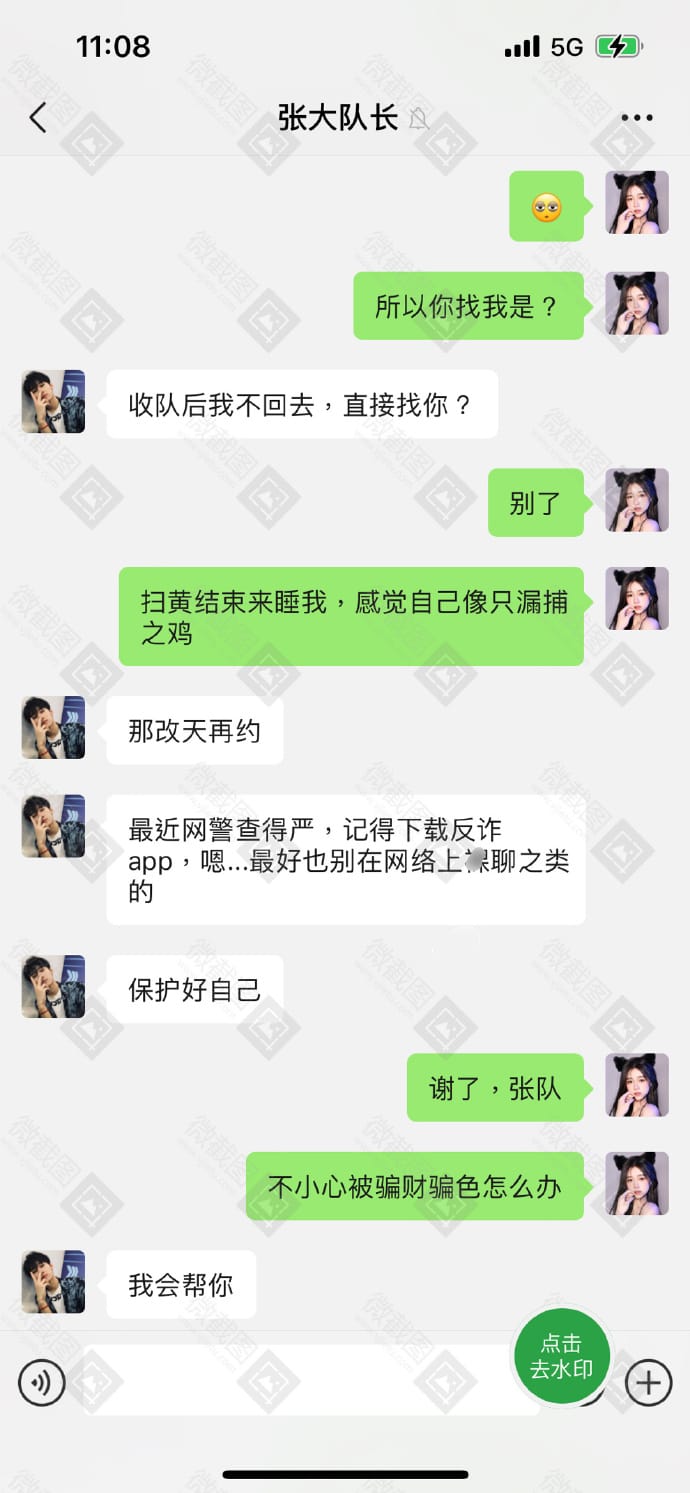 11:08
5G
张大队长
所以你找我是？
收队后我不回去，直接找你？
别了
扫黄结束来睡我，感觉自己像只漏捕
之鸡
那改天再约
最近网警查得严，记得下载反诈
app，嗯...最好也别在网络上裸聊之类
的
保护好自己
谢了，张队
不小心被骗财骗色怎么办
我会帮你
点击
去水印
微截图